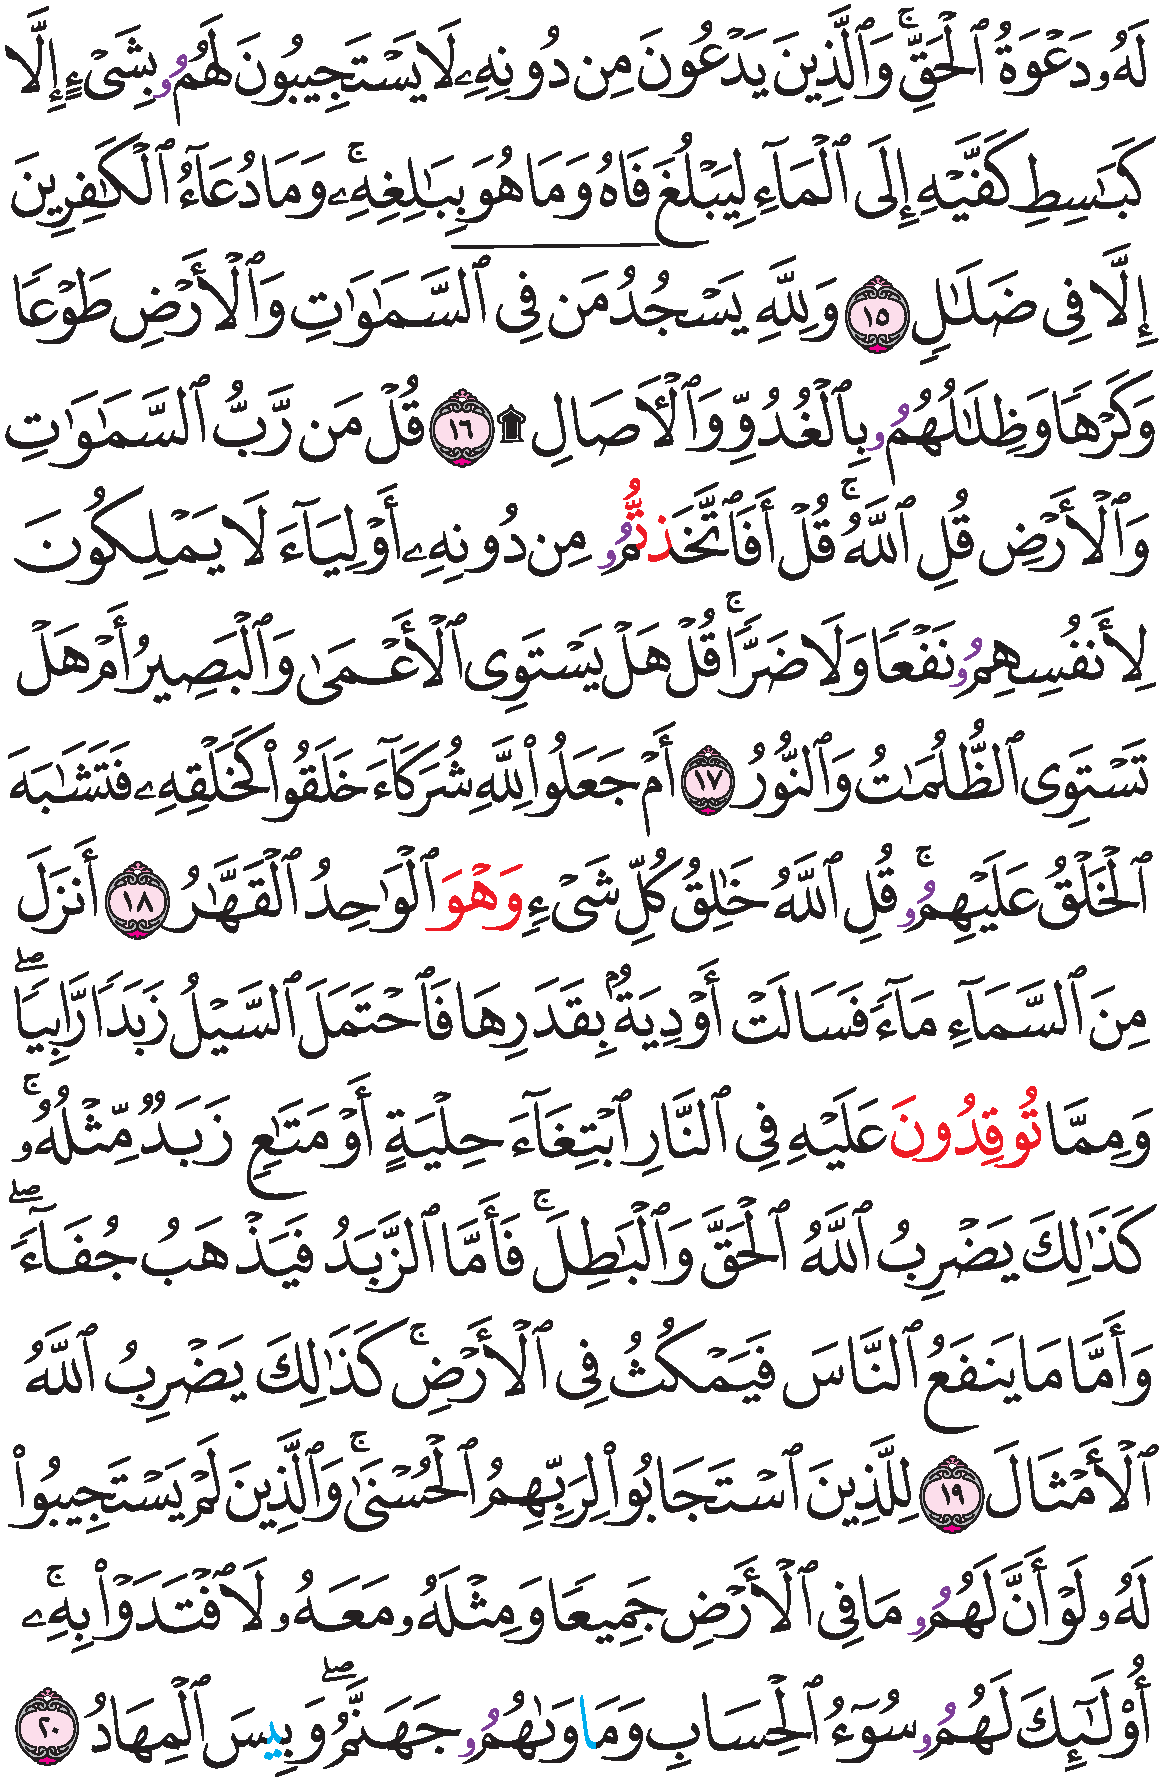 لَهُۥ دَعْوَةُ ٱلْحَقِّۚ وَٱلَّذِينَ يَدْعُونَ مِن دُونِهِۦ لَا يَسْتَجِيبُونَ لَهُمُۥ بِشَىْءٍ إِلَّا
كَبَـٰسِطِ كَفَّيْهِ إِلَى ٱلْمَآءِ لِيَبْلُغَ فَاهُ وَمَا هُوَ بِبَـٰلِغِهِۦۚ وَمَا دُعَآءُ ٱلْكَـٰفِرِينَ
إِلَّا فِى ضَلَـٰلٍ ١٥ وَلِلَّهِ يَسْجُدُ مَن فِى ٱلسَّمَـٰوَٰتِ وَٱلْأَرْضِ طَوْعًا
وَكَرْهًا وَظِلَـٰلُهُمُۥ بِٱلْغُدُوِّ وَٱلْـَٔاصَالِ ۩ ١٦ قُلْ مَن رَّبُّ ٱلسَّمَـٰوَٰتِ
وَٱلْأَرْضِ قُلِ ٱللَّهُۚ قُلْ أَفَٱتَّخَذتُّمُۥ مِن دُونِهِۦ أَوْلِيَآءَ لَا يَمْلِكُونَ
لِأَنفُسِهِمُۥ نَفْعًا وَلَا ضَرًّاۚ قُلْ هَلْ يَسْتَوِى ٱلْأَعْمَىٰ وَٱلْبَصِيرُ أَمْ هَلْ
تَسْتَوِى ٱلظُّلُمَـٰتُ وَٱلنُّورُ ١٧ أَمْ جَعَلُوا۟ لِلَّهِ شُرَكَآءَ خَلَقُوا۟ كَخَلْقِهِۦ فَتَشَـٰبَهَ
ٱلْخَلْقُ عَلَيْهِمُۥۚ قُلِ ٱللَّهُ خَـٰلِقُ كُلِّ شَىْءٍ وَهْوَ ٱلْوَٰحِدُ ٱلْقَهَّـٰرُ ١٨ أَنزَلَ
مِنَ ٱلسَّمَآءِ مَآءً فَسَالَتْ أَوْدِيَةٌۢ بِقَدَرِهَا فَٱحْتَمَلَ ٱلسَّيْلُ زَبَدًا رَّابِيًاۖ
وَمِمَّا تُوقِدُونَ عَلَيْهِ فِى ٱلنَّارِ ٱبْتِغَآءَ حِلْيَةٍ أَوْ مَتَـٰعٍ زَبَدٌ مِّثْلُهُۥۚ
كَذَٰلِكَ يَضْرِبُ ٱللَّهُ ٱلْحَقَّ وَٱلْبَـٰطِلَۚ فَأَمَّا ٱلزَّبَدُ فَيَذْهَبُ جُفَآءًۖ
وَأَمَّا مَا يَنفَعُ ٱلنَّاسَ فَيَمْكُثُ فِى ٱلْأَرْضِۚ كَذَٰلِكَ يَضْرِبُ ٱللَّهُ
ٱلْأَمْثَالَ ١٩ لِلَّذِينَ ٱسْتَجَابُوا۟ لِرَبِّهِمُ ٱلْحُسْنَىٰۚ وَٱلَّذِينَ لَمْ يَسْتَجِيبُوا۟
لَهُۥ لَوْ أَنَّ لَهُمُۥ مَا فِى ٱلْأَرْضِ جَمِيعًا وَمِثْلَهُۥ مَعَهُۥ لَٱفْتَدَوْا۟ بِهِۦۚ
أُو۟لَـٰٓئِكَ لَهُمُۥ سُوٓءُ ٱلْحِسَابِ وَمَاوَىٰهُمُۥ جَهَنَّمُۖ وَبِيسَ ٱلْمِهَادُ ٢٠